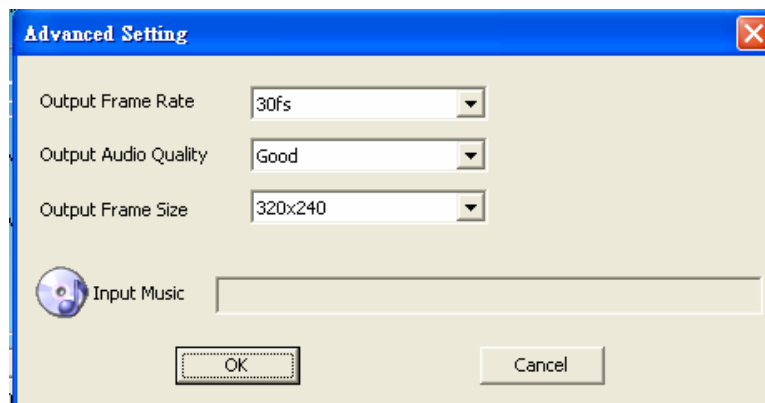 Advanced Setting
Output Frame Rate 30fs
Output Audio Quality Good
Output Frame Size 320x240
Input Music
OK Cancel